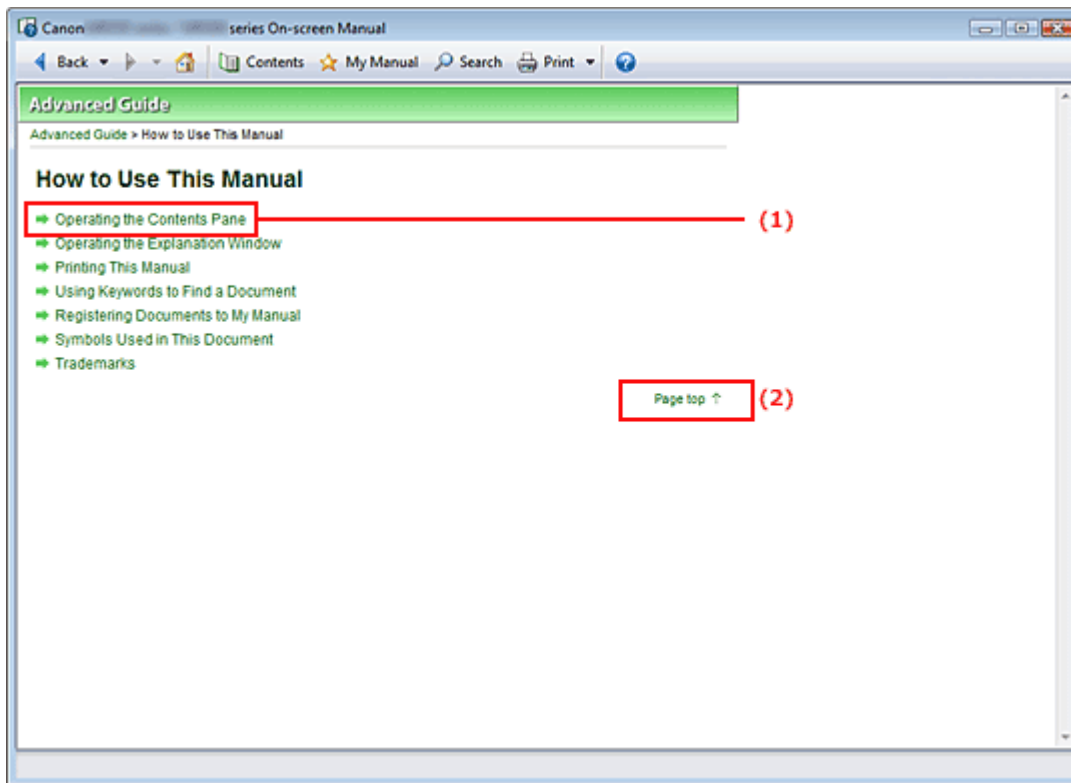 Canon series On-screen Manual
Back Contents My Manual Search Print
Advanced Guide
Advanced Guide > How to Use This Manual
How to Use This Manual
Operating the Contents Pane (1)
Operating the Explanation Window
Printing This Manual
Using Keywords to Find a Document
Registering Documents to My Manual
Symbols Used in This Document
Trademarks
Page top ↑ (2)